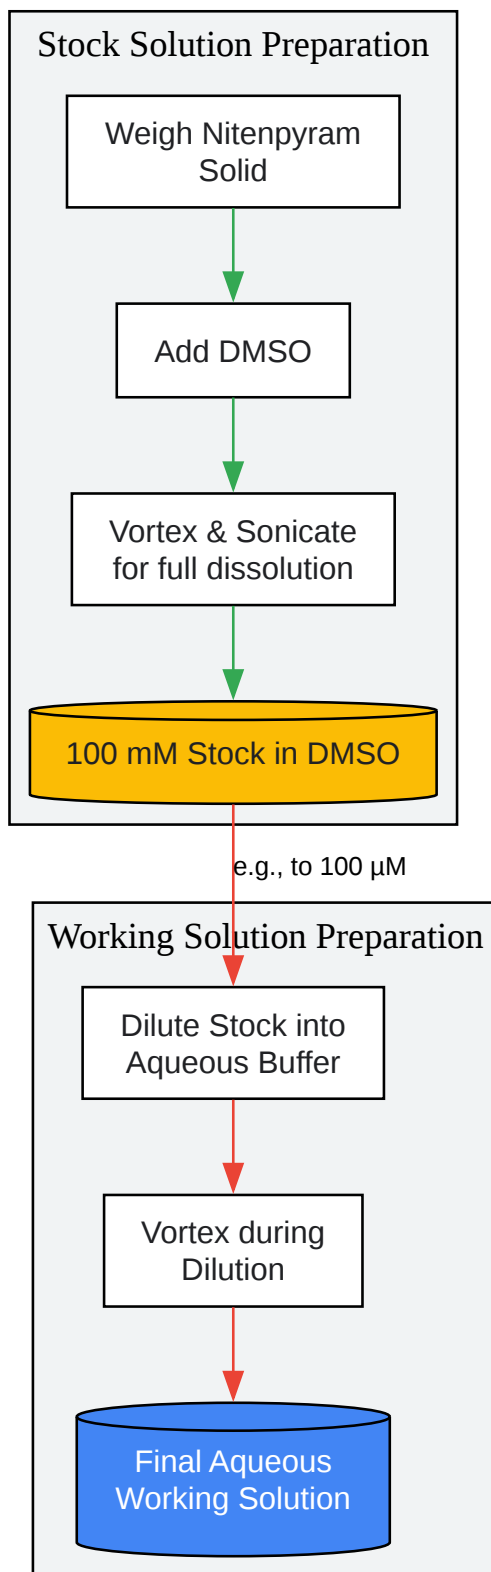 Stock Solution Preparation
Weigh Nitenpyram
Solid
Add DMSO
Vortex & Sonicate
for full dissolution
100 mM Stock in DMSO
e.g., to 100 µM
Working Solution Preparation
Dilute Stock into
Aqueous Buffer
Vortex during
Dilution
Final Aqueous
Working Solution